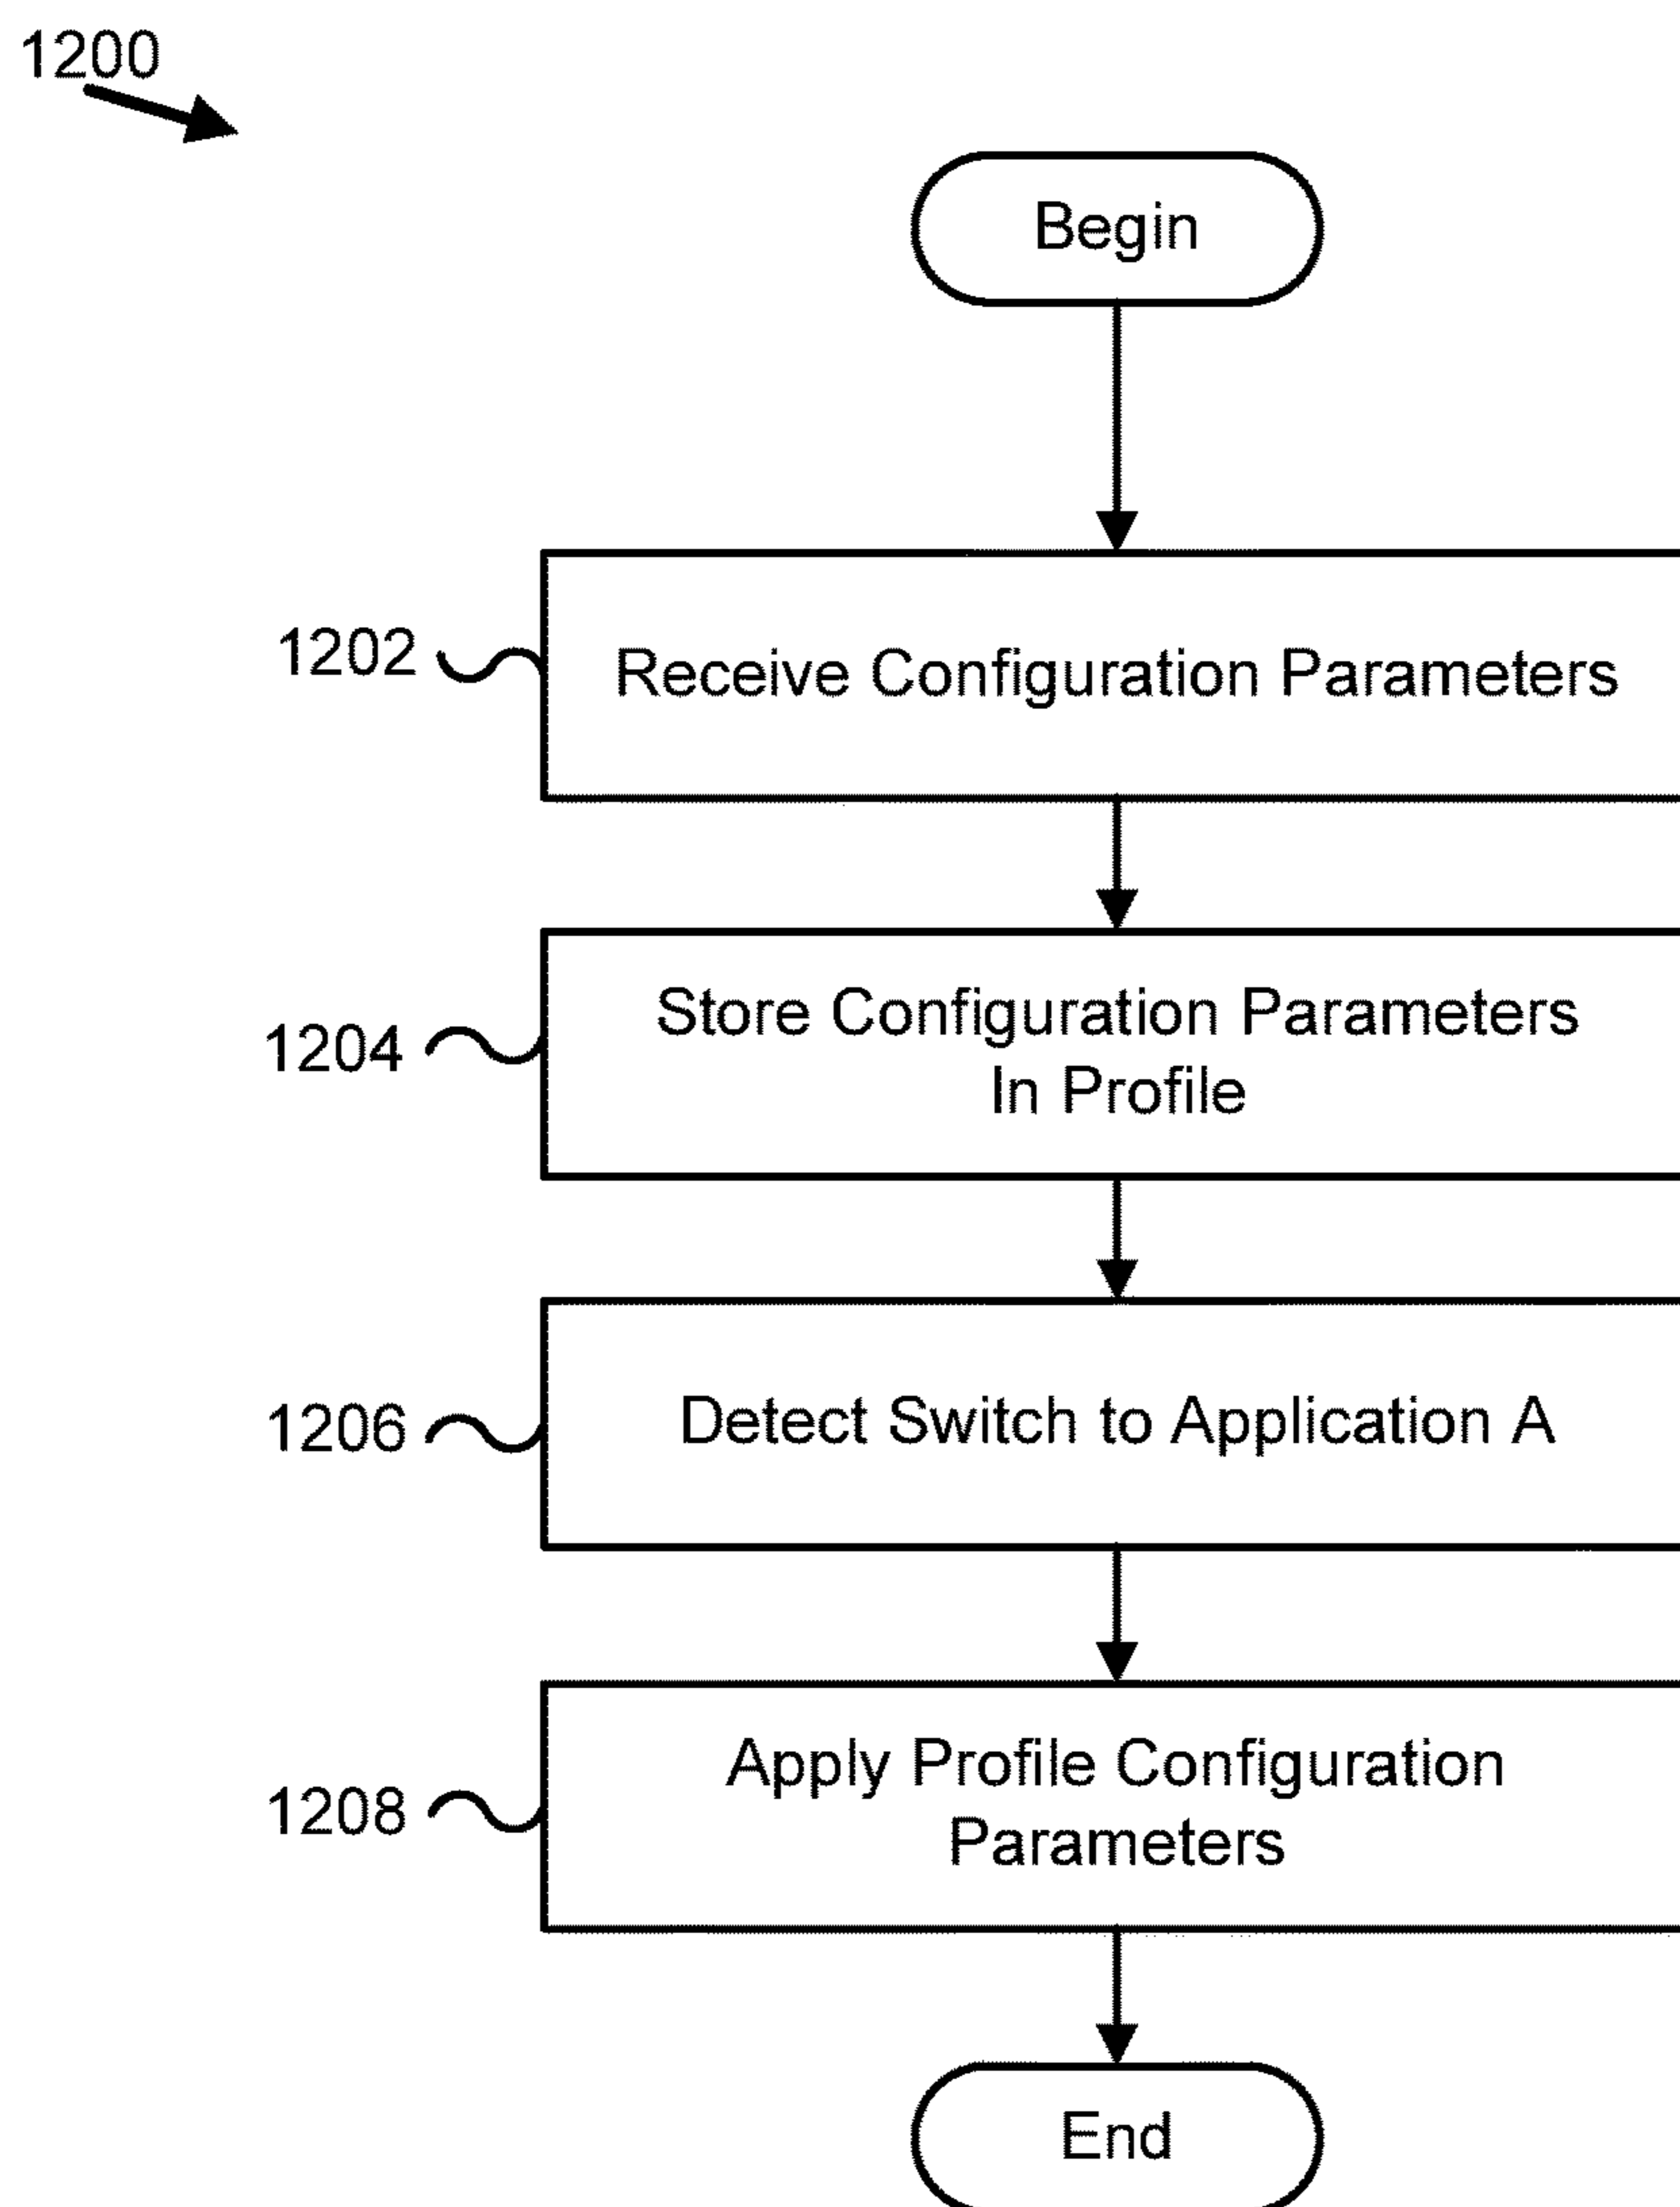 1200
Begin
1202
Receive Configuration Parameters
1204
Store Configuration Parameters
In Profile
1206
Detect Switch to Application A
1208
Apply Profile Configuration
Parameters
End